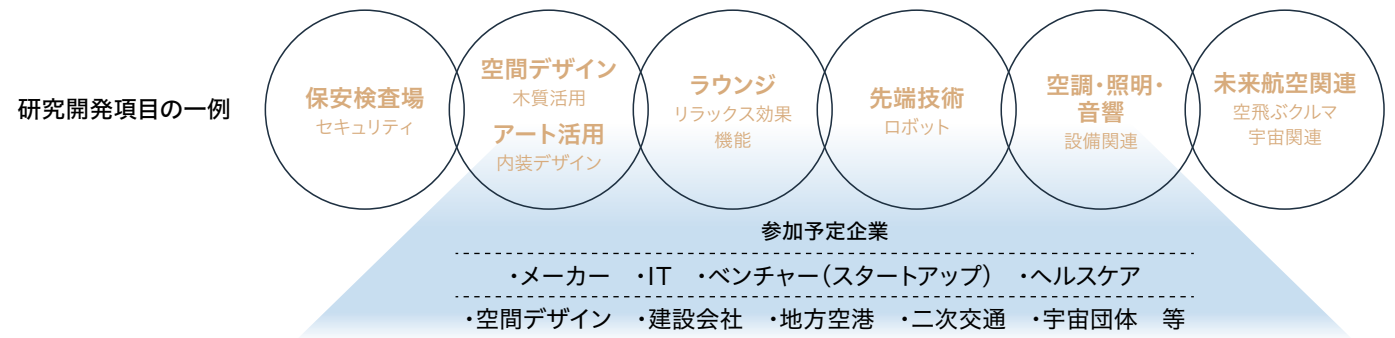 研究開発項目の一例
保安検査場
セキュリティ
空間デザイン
木質活用
アート活用
内装デザイン
ラウンジ
リラックス効果
機能
先端技術
ロボット
空調・照明・
音響
設備関連
未来航空関連
空飛ぶクルマ
宇宙関連
参加予定企業
・メーカー ・IT ・ベンチャー（スタートアップ） ・ヘルスケア
・空間デザイン ・建設会社 ・地方空港 ・二次交通 ・宇宙団体 等